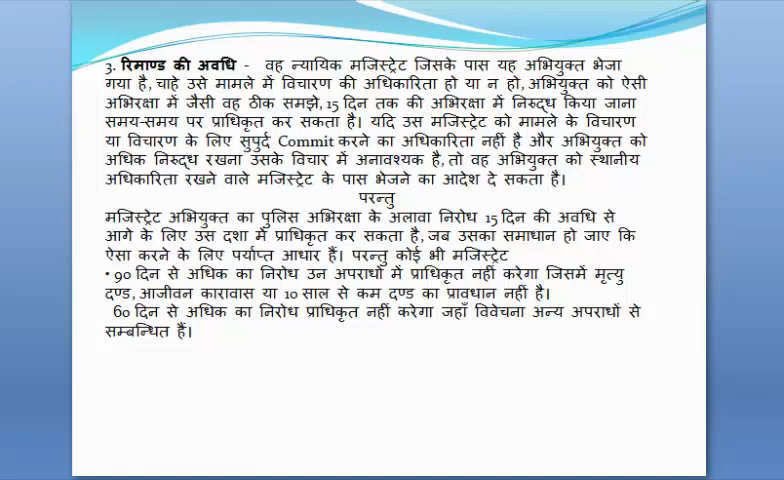 3. रिमाण्ड की अवधि - वह न्यायिक मजिस्ट्रेट जिसके पास यह अभियुक्त भेजा
गया है, चाहे उसे मामले में विचारण की अधिकारिता हो या न हो, अभियुक्त को ऐसी
अभिरक्षा में जैसी वह ठीक समझे, 15 दिन तक की अभिरक्षा में निरुद्ध किया जाना
समय-समय पर प्राधिकृत कर सकता है। यदि उस मजिस्ट्रेट को मामले के विचारण
या विचारण के लिए सुपुर्द Commit करने का अधिकारिता नहीं है और अभियुक्त को
अधिक निरुद्ध रखना उसके विचार में अनावश्यक है, तो वह अभियुक्त को स्थानीय
अधिकारिता रखने वाले मजिस्ट्रेट के पास भेजने का आदेश दे सकता है।
परन्तु
मजिस्ट्रेट अभियुक्त का पुलिस अभिरक्षा के अलावा निरोध 15 दिन की अवधि से
आगे के लिए उस दशा में प्राधिकृत कर सकता है, जब उसका समाधान हो जाए कि
ऐसा करने के लिए पर्याप्त आधार हैं। परन्तु कोई भी मजिस्ट्रेट
• 90 दिन से अधिक का निरोध उन अपराधों में प्राधिकृत नहीं करेगा जिसमें मृत्यु
दण्ड, आजीवन कारावास या 10 साल से कम दण्ड का प्रावधान नहीं है।
60 दिन से अधिक का निरोध प्राधिकृत नहीं करेगा जहाँ विवेचना अन्य अपराधों से
सम्बन्धित हैं।